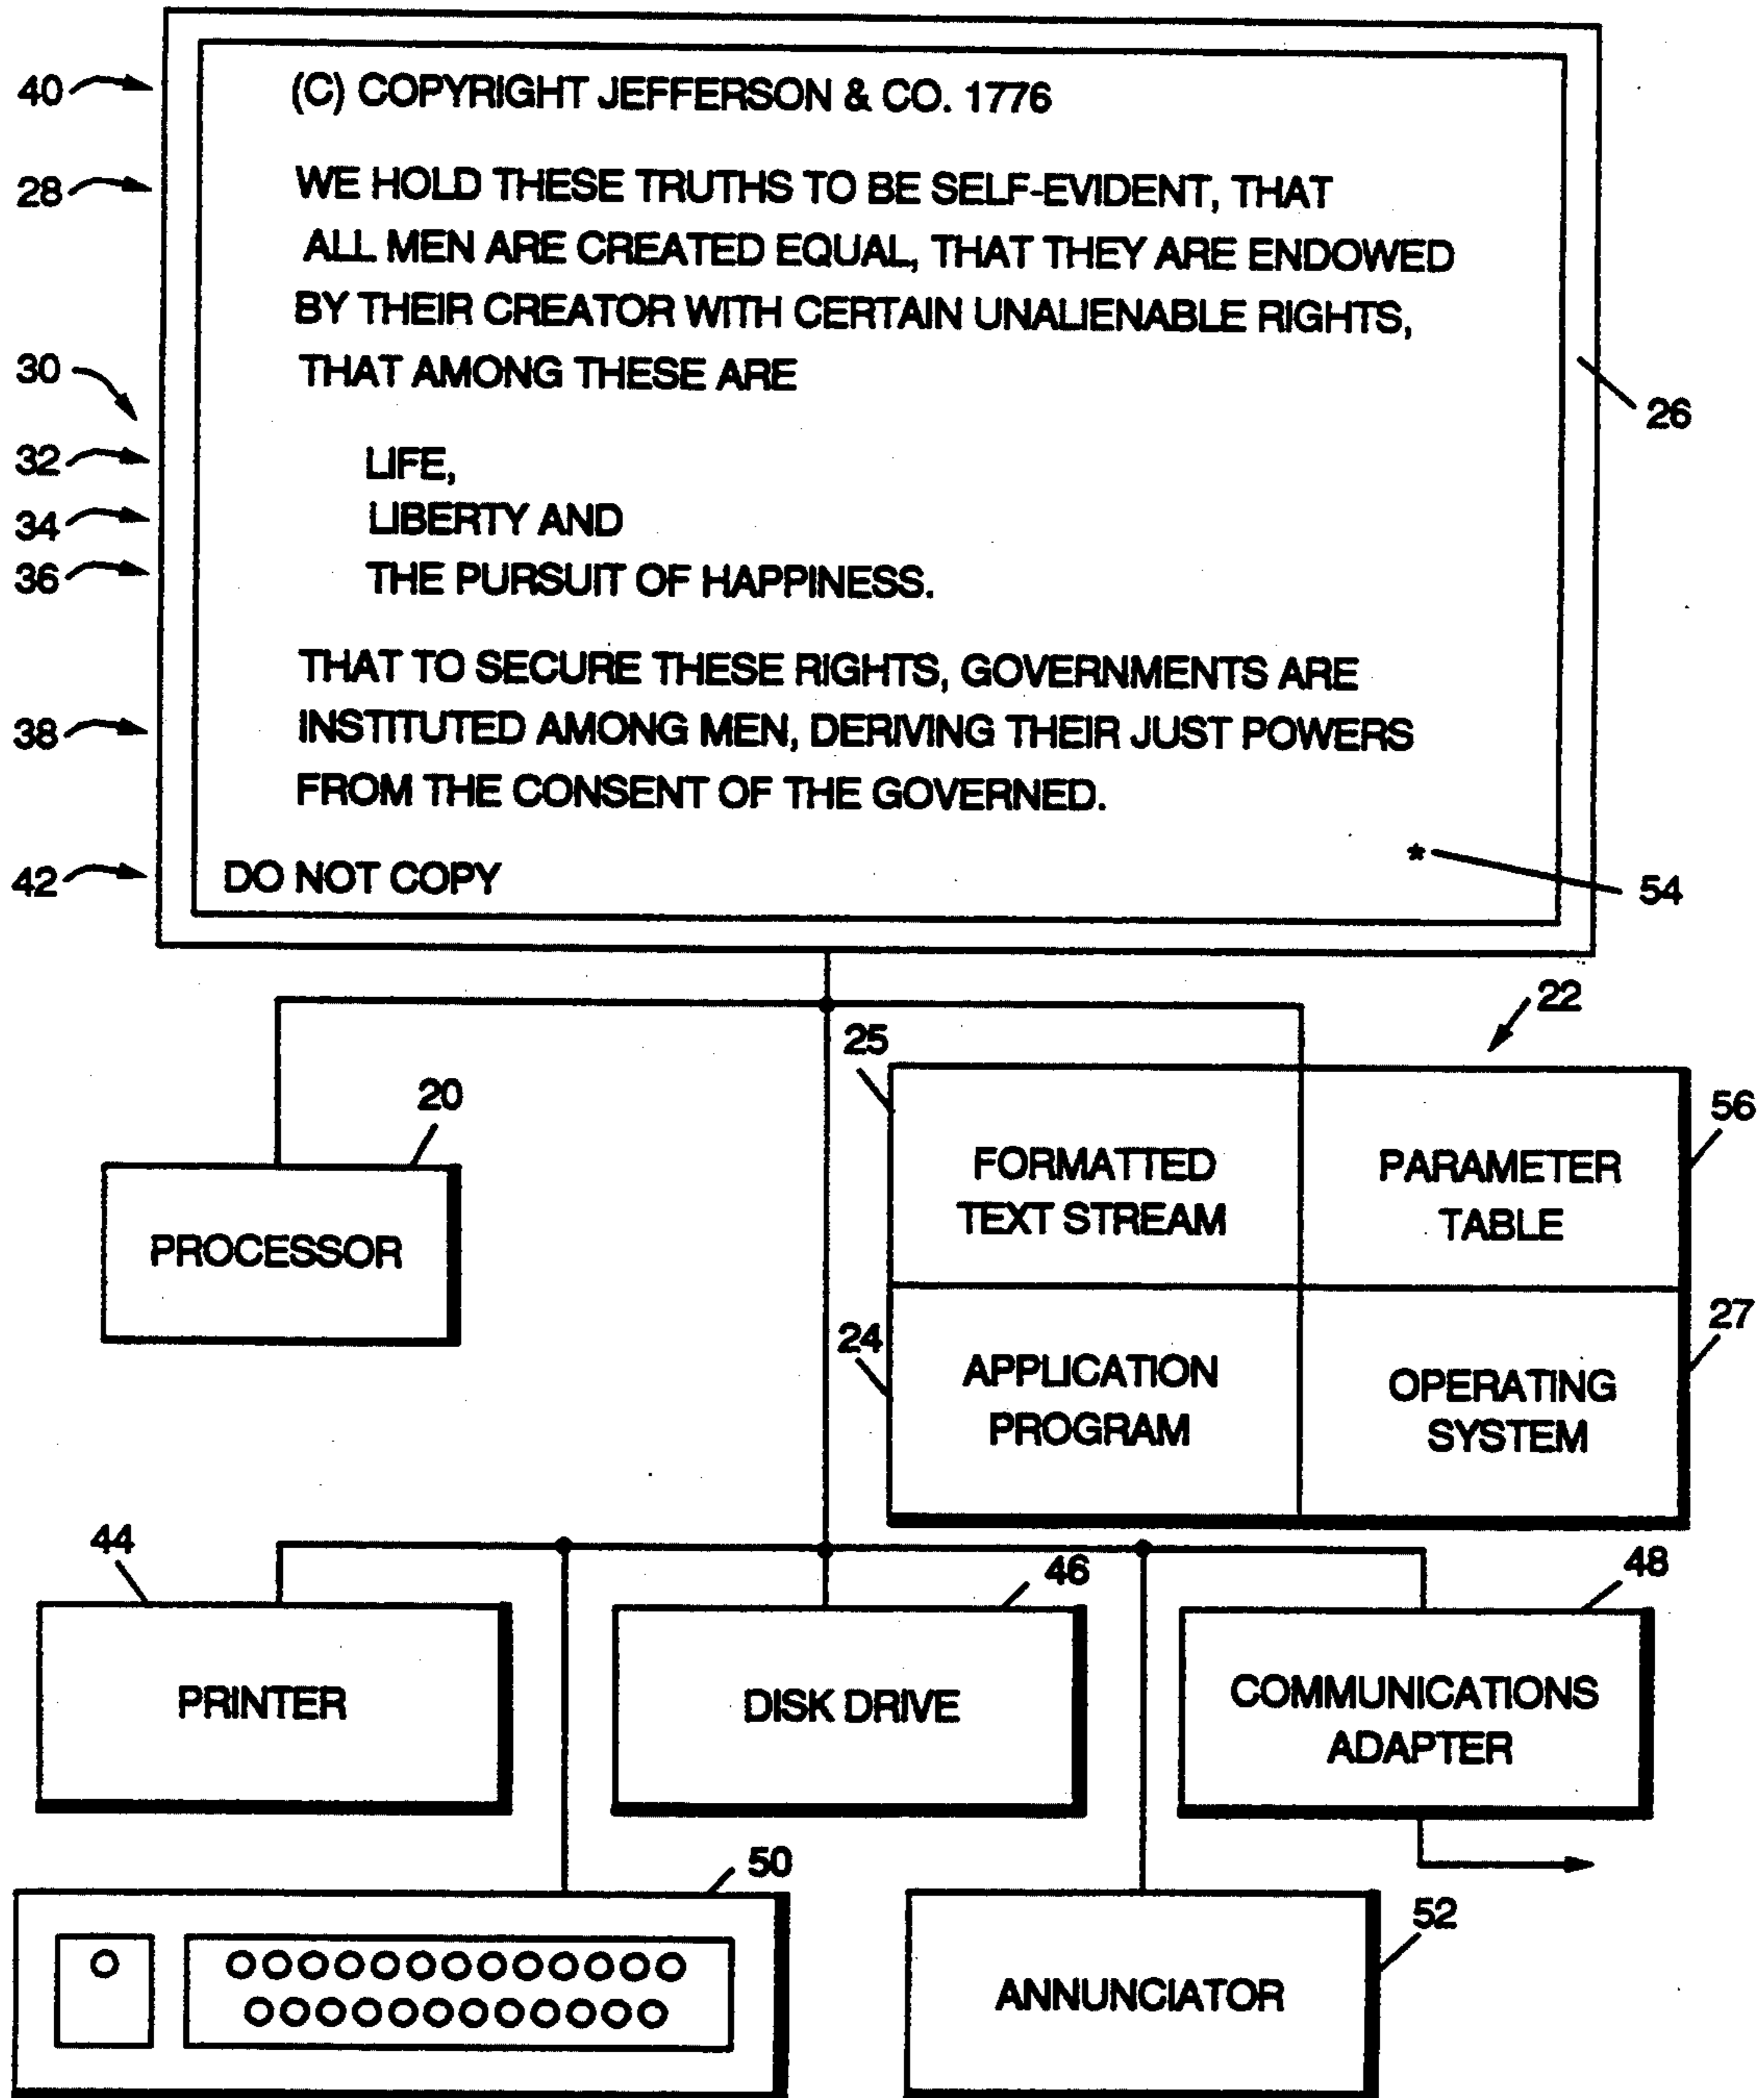 40
(C) COPYRIGHT JEFFERSON & CO. 1776
28
WE HOLD THESE TRUTHS TO BE SELF-EVIDENT, THAT
ALL MEN ARE CREATED EQUAL, THAT THEY ARE ENDOWED
BY THEIR CREATOR WITH CERTAIN UNALIENABLE RIGHTS,
THAT AMONG THESE ARE
30
26
32
LIFE,
34
LIBERTY AND
36
THE PURSUIT OF HAPPINESS.
THAT TO SECURE THESE RIGHTS, GOVERNMENTS ARE
38
INSTITUTED AMONG MEN, DERIVING THEIR JUST POWERS
FROM THE CONSENT OF THE GOVERNED.
*
42
DO NOT COPY
54
22
25
20
56
FORMATTED
TEXT STREAM
PARAMETER
TABLE
PROCESSOR
24
27
APPLICATION
PROGRAM
OPERATING
SYSTEM
44
46
48
PRINTER
DISK DRIVE
COMMUNICATIONS
ADAPTER
50
52
ANNUNCIATOR